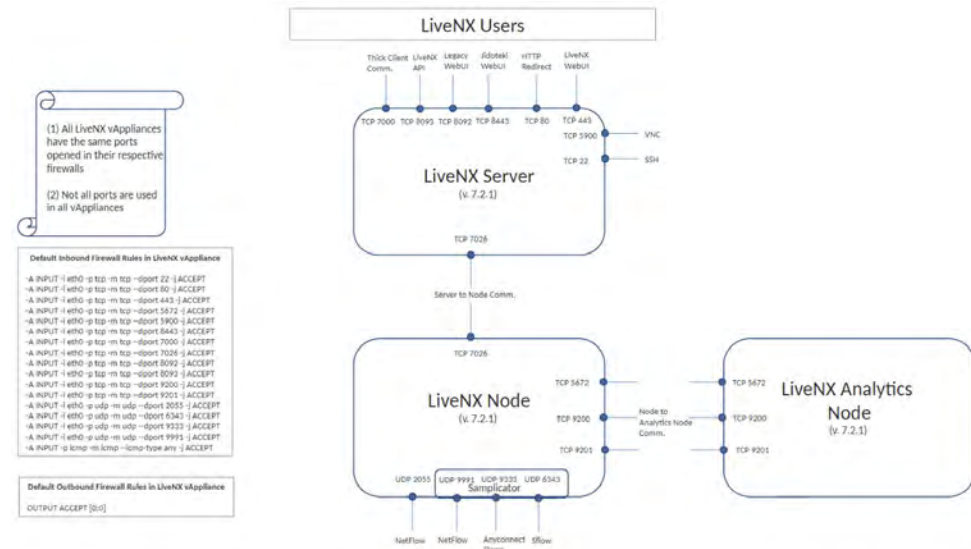 LiveNX Users
Thick Client
Comm.
LiveNX
API
Legacy
WebUI
WebUI
HTTP
Redirect
LiveNX
WebUI
TCP 7000
TCP 8093
TCP 8092
TCP 8443
TCP 80
TCP 443
TCP 5900
VNC
TCP 22
SSH
LiveNX Server
(v. 7.2.1)
TCP 7026
Server to Node Comm.
(1) All LiveNX vAppliances
have the same ports
opened in their respective
firewalls
(2) Not all ports are used
in all vAppliances
Default Inbound Firewall Rules in LiveNX vAppliance
-A INPUT -i eth0 -p tcp -m tcp --dport 22 -j ACCEPT
-A INPUT -i eth0 -p tcp -m tcp --dport 80 -j ACCEPT
-A INPUT -i eth0 -p tcp -m tcp --dport 443 -j ACCEPT
-A INPUT -i eth0 -p tcp -m tcp --dport 5672 -j ACCEPT
-A INPUT -i eth0 -p tcp -m tcp --dport 5900 -j ACCEPT
-A INPUT -i eth0 -p tcp -m tcp --dport 8443 -j ACCEPT
-A INPUT -i eth0 -p tcp -m tcp --dport 7000 -j ACCEPT
-A INPUT -i eth0 -p tcp -m tcp --dport 7026 -j ACCEPT
-A INPUT -i eth0 -p tcp -m tcp --dport 8092 -j ACCEPT
-A INPUT -i eth0 -p tcp -m tcp --dport 8093 -j ACCEPT
-A INPUT -i eth0 -p tcp -m tcp --dport 9200 -j ACCEPT
-A INPUT -i eth0 -p tcp -m tcp --dport 9201 -j ACCEPT
-A INPUT -i eth0 -p udp -m udp --dport 2055 -j ACCEPT
-A INPUT -i eth0 -p udp -m udp --dport 6343 -j ACCEPT
-A INPUT -i eth0 -p udp -m udp --dport 9333 -j ACCEPT
-A INPUT -i eth0 -p udp -m udp --dport 9991 -j ACCEPT
-A INPUT -p icmp -m icmp --icmp-type any -j ACCEPT
Default Outbound Firewall Rules in LiveNX vAppliance
OUTPUT ACCEPT [0:0]
TCP 7026
LiveNX Node
(v. 7.2.1)
TCP 5672
TCP 9200
TCP 9201
Node to
Analytics Node
Comm.
TCP 5672
TCP 9200
TCP 9201
LiveNX Analytics
Node
(v. 7.2.1)
UDP 2055
UDP 9991
UDP 9333
UDP 6343
Samplicator
NetFlow
NetFlow
Anyconnect
Sflow